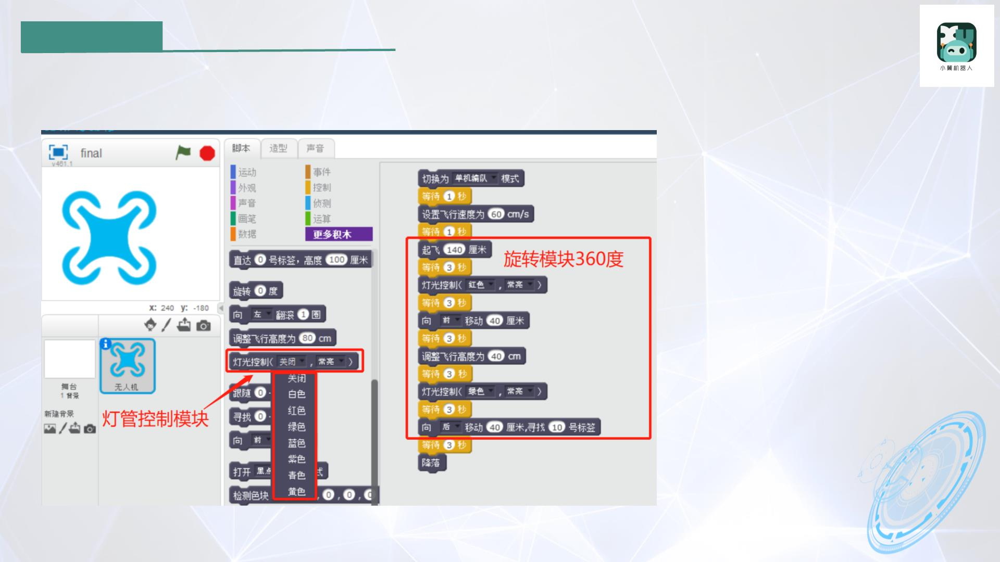 小翼机器人
final
v461.1
脚本
造型
声音
运动
事件
外观
控制
声音
侦测
画笔
运算
数据
更多积木
直达 0 号标签，高度 100 厘米
旋转 0 度
向 左 翻滚 1 圈
调整飞行高度为 80 cm
灯光控制( 关闭 , 常亮 )
关闭
白色
红色
绿色
蓝色
紫色
青色
黄色
跟随 0
寻找 0
向 前
打开 黑点
式
检测色块
, 0 , 0 , 0
x: 240 y: -180
舞台
1 背景
无人机
新建背景
灯管控制模块
切换为 单机编队 模式
等待 1 秒
设置飞行速度为 60 cm/s
等待 1 秒
起飞 140 厘米
旋转模块360度
等待 3 秒
灯光控制( 红色 , 常亮 )
等待 3 秒
向 前 移动 40 厘米
等待 3 秒
调整飞行高度为 40 cm
等待 3 秒
灯光控制( 绿色 , 常亮 )
等待 3 秒
向 后 移动 40 厘米,寻找 10 号标签
等待 3 秒
降落